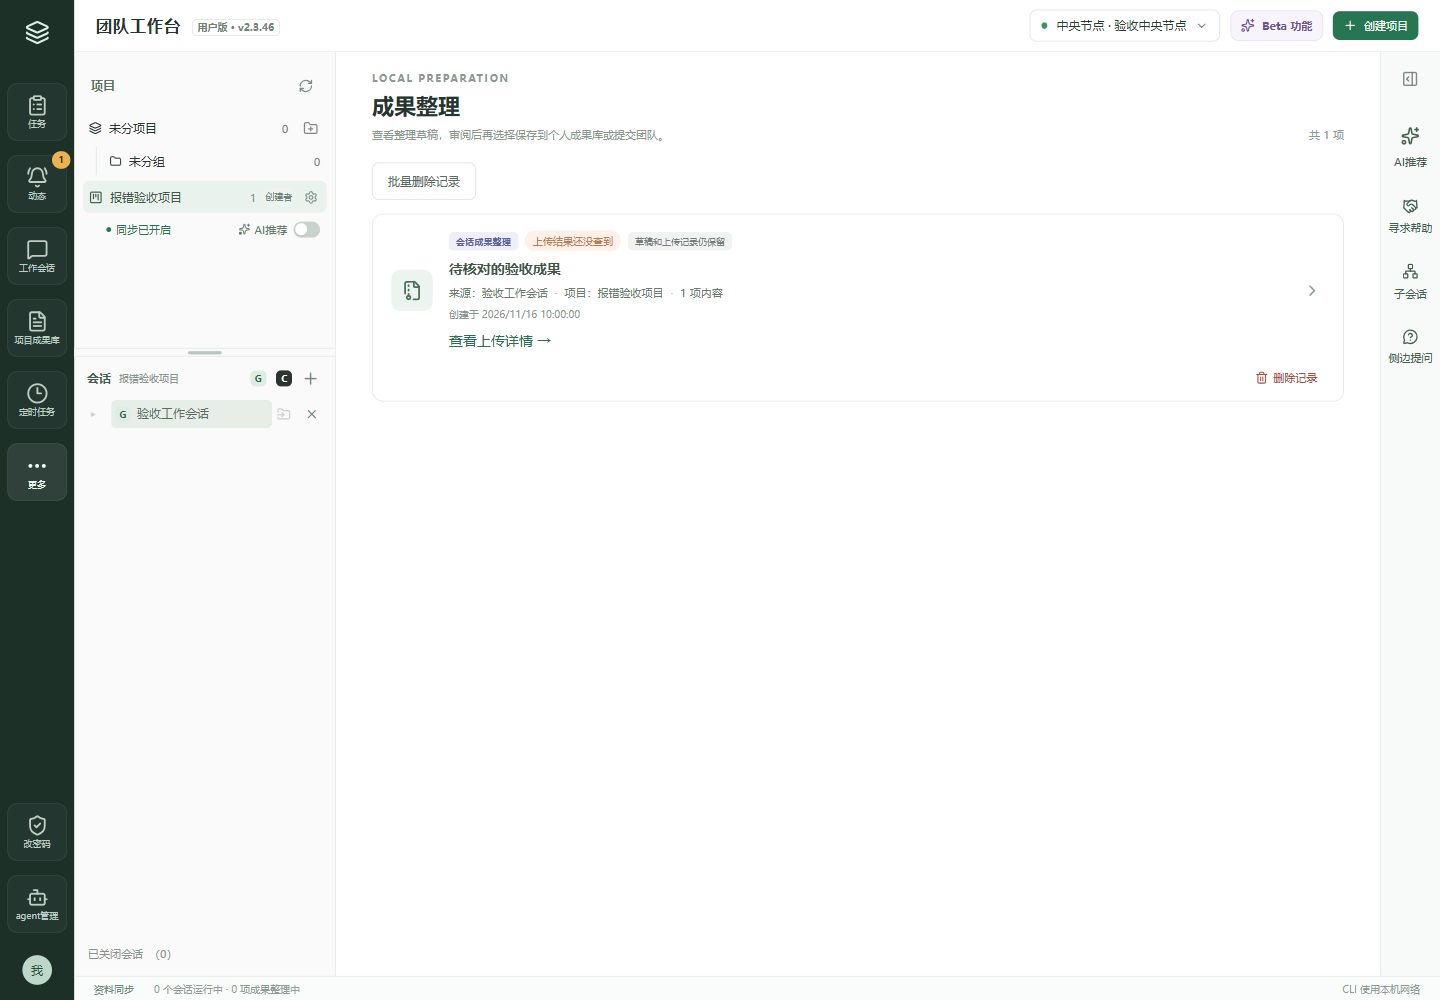 团队工作台
用户版 • v2.3.46
中央节点 · 验收中央节点
Beta 功能
创建项目
任务
1
动态
工作会话
项目成果库
定时任务
更多
改密码
agent管理
我
项目
未分项目 0
未分组 0
报错验收项目 1 创建者
同步已开启 AI推荐
会话 报错验收项目 G C
G 验收工作会话
已关闭会话 (0)
LOCAL PREPARATION
成果整理
查看整理草稿，审阅后再选择保存到个人成果库或提交团队。
共 1 项
批量删除记录
会话成果整理 上传结果还没查到 草稿和上传记录仍保留
待核对的验收成果
来源：验收工作会话 · 项目：报错验收项目 · 1 项内容
创建于 2026/11/16 10:00:00
查看上传详情 →
删除记录
AI推荐
寻求帮助
子会话
侧边提问
资料同步 0 个会话运行中 · 0 项成果整理中
CLI 使用本机网络